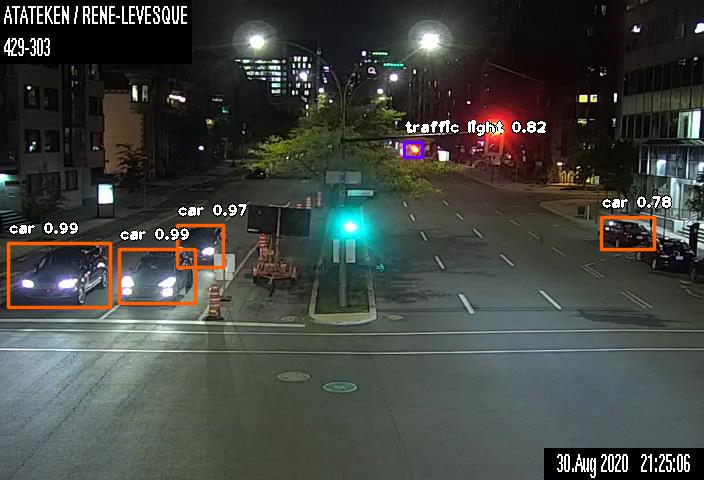 ATATEKEN / RENE-LEVESQUE
429-303
traffic light 0.82
car 0.78
car 0.97
car 0.99
car 0.99
30.Aug 2020 21:25:06